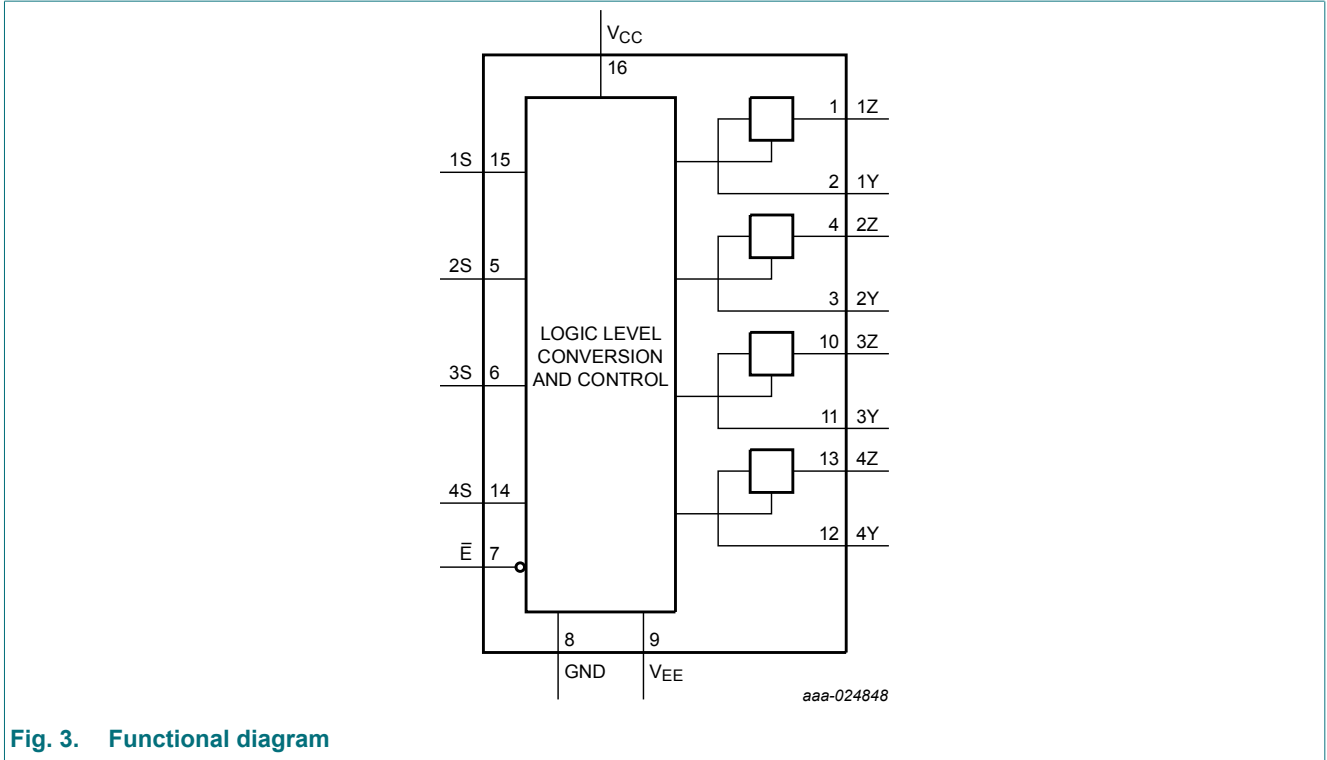 VCC
16
1 1Z
1S 15
2 1Y
4 2Z
2S 5
3 2Y
LOGIC LEVEL
CONVERSION
AND CONTROL
10 3Z
3S 6
11 3Y
13 4Z
4S 14
12 4Y
Ē 7
8 9
GND VEE
aaa-024848
Fig. 3. Functional diagram